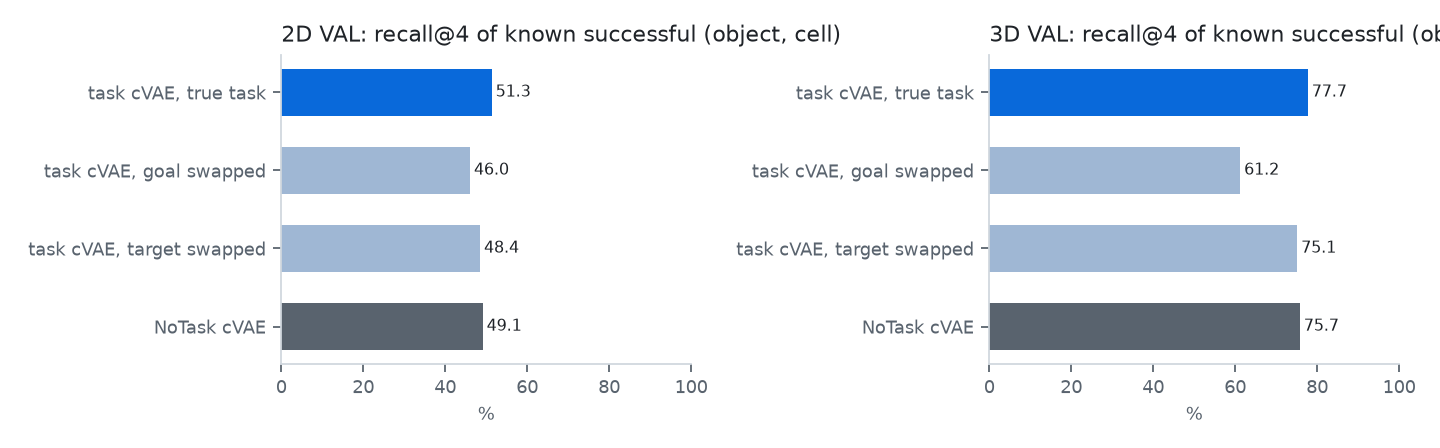 2D VAL: recall@4 of known successful (object, cell)
task cVAE, true task
51.3
task cVAE, goal swapped
46.0
task cVAE, target swapped
48.4
NoTask cVAE
49.1
0 20 40 60 80 100
%
3D VAL: recall@4 of known successful (ob
task cVAE, true task
77.7
task cVAE, goal swapped
61.2
task cVAE, target swapped
75.1
NoTask cVAE
75.7
0 20 40 60 80 100
%